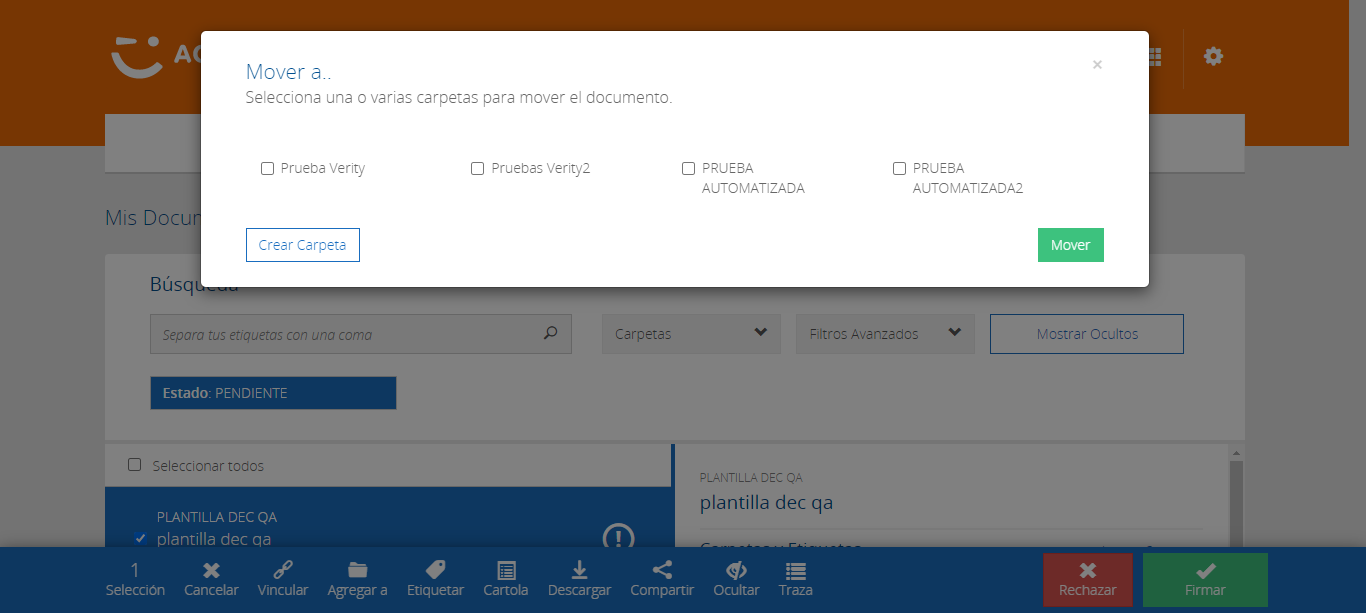 Mover a..
×
Selecciona una o varias carpetas para mover el documento.
Prueba Verity
Pruebas Verity2
PRUEBA
AUTOMATIZADA
PRUEBA
AUTOMATIZADA2
Crear Carpeta
Mover
Separa tus etiquetas con una coma
Carpetas
Filtros Avanzados
Mostrar Ocultos
Estado: PENDIENTE
Seleccionar todos
PLANTILLA DEC QA
plantilla dec qa
PLANTILLA DEC QA
plantilla dec qa
Carpetas y Etiquetas
1
Selección
Cancelar
Vincular
Agregar a
Etiquetar
Cartola
Descargar
Compartir
Ocultar
Traza
Rechazar
Firmar